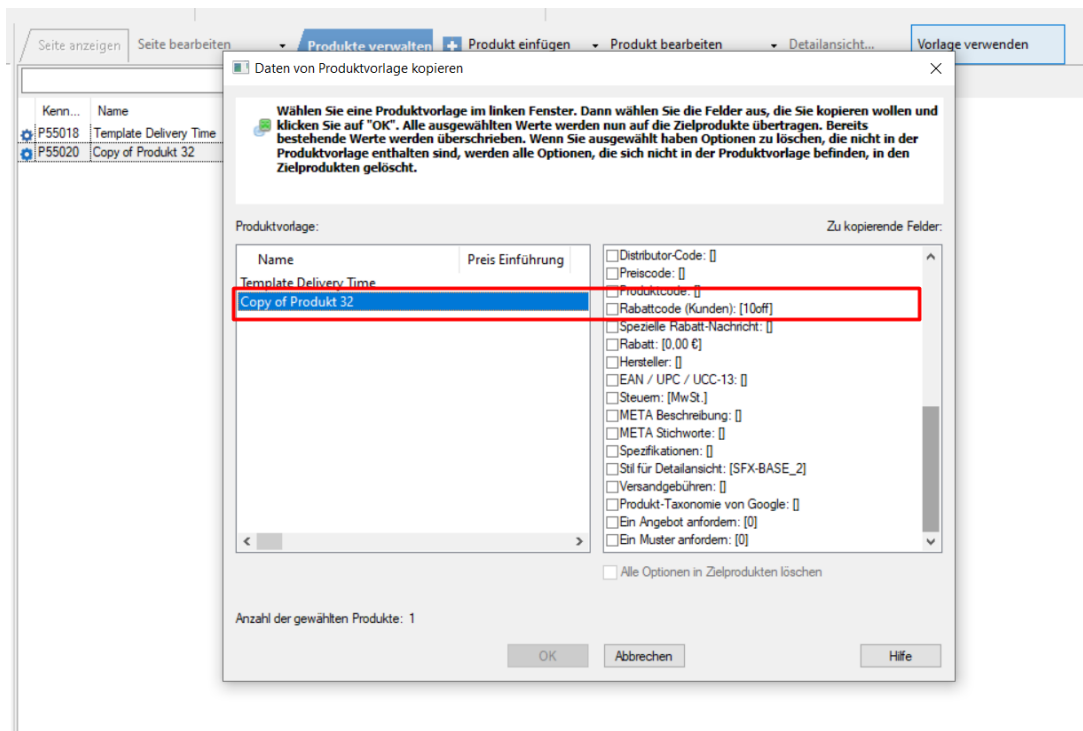 Seite anzeigen Seite bearbeiten Produkte verwalten Produkt einfügen Produkt bearbeiten Detailansicht... Vorlage verwenden
Daten von Produktvorlage kopieren
Kenn... Name
P55018 Template Delivery Time
P55020 Copy of Produkt 32
Wählen Sie eine Produktvorlage im linken Fenster. Dann wählen Sie die Felder aus, die Sie kopieren wollen und
klicken Sie auf "OK". Alle ausgewählten Werte werden nun auf die Zielprodukte übertragen. Bereits
bestehende Werte werden überschrieben. Wenn Sie ausgewählt haben Optionen zu löschen, die nicht in der
Produktvorlage enthalten sind, werden alle Optionen, die sich nicht in der Produktvorlage befinden, in den
Zielprodukten gelöscht.
Produktvorlage: Zu kopierende Felder:
Name Preis Einführung
Template Delivery Time
Copy of Produkt 32
Distributor-Code: []
Preiscode: []
Produktcode: []
Rabattcode (Kunden): [10off]
Spezielle Rabatt-Nachricht: []
Rabatt: [0,00 €]
Hersteller: []
EAN / UPC / UCC-13: []
Steuern: [MwSt.]
META Beschreibung: []
META Stichworte: []
Spezifikationen: []
Stil für Detailansicht: [SFX-BASE_2]
Versandgebühren: []
Produkt-Taxonomie von Google: []
Ein Angebot anfordern: [0]
Ein Muster anfordern: [0]
Alle Optionen in Zielprodukten löschen
Anzahl der gewählten Produkte: 1
OK Abbrechen Hilfe